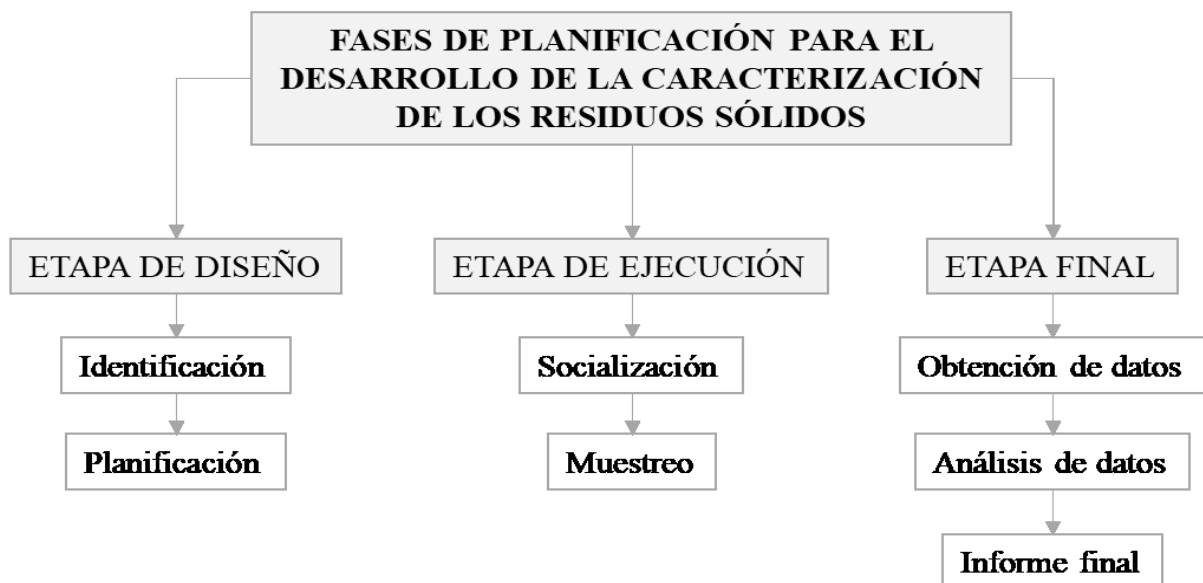 FASES DE PLANIFICACIÓN PARA EL
DESARROLLO DE LA CARACTERIZACIÓN
DE LOS RESIDUOS SÓLIDOS
ETAPA DE DISEÑO
Identificación
Planificación
ETAPA DE EJECUCIÓN
Socialización
Muestreo
ETAPA FINAL
Obtención de datos
Análisis de datos
Informe final